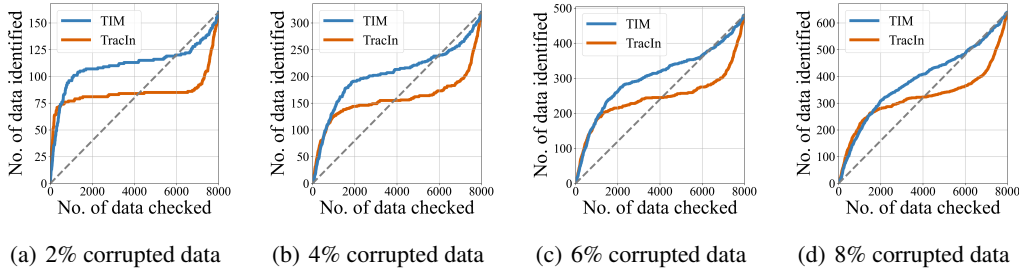 No. of data identified
150
125
100
75
50
25
0
TIM
TracIn
0 2000 4000 6000 8000
No. of data checked
(a) 2% corrupted data
No. of data identified
300
250
200
150
100
50
0
TIM
TracIn
0 2000 4000 6000 8000
No. of data checked
(b) 4% corrupted data
No. of data identified
500
400
300
200
100
0
TIM
TracIn
0 2000 4000 6000 8000
No. of data checked
(c) 6% corrupted data
No. of data identified
600
500
400
300
200
100
0
TIM
TracIn
0 2000 4000 6000 8000
No. of data checked
(d) 8% corrupted data